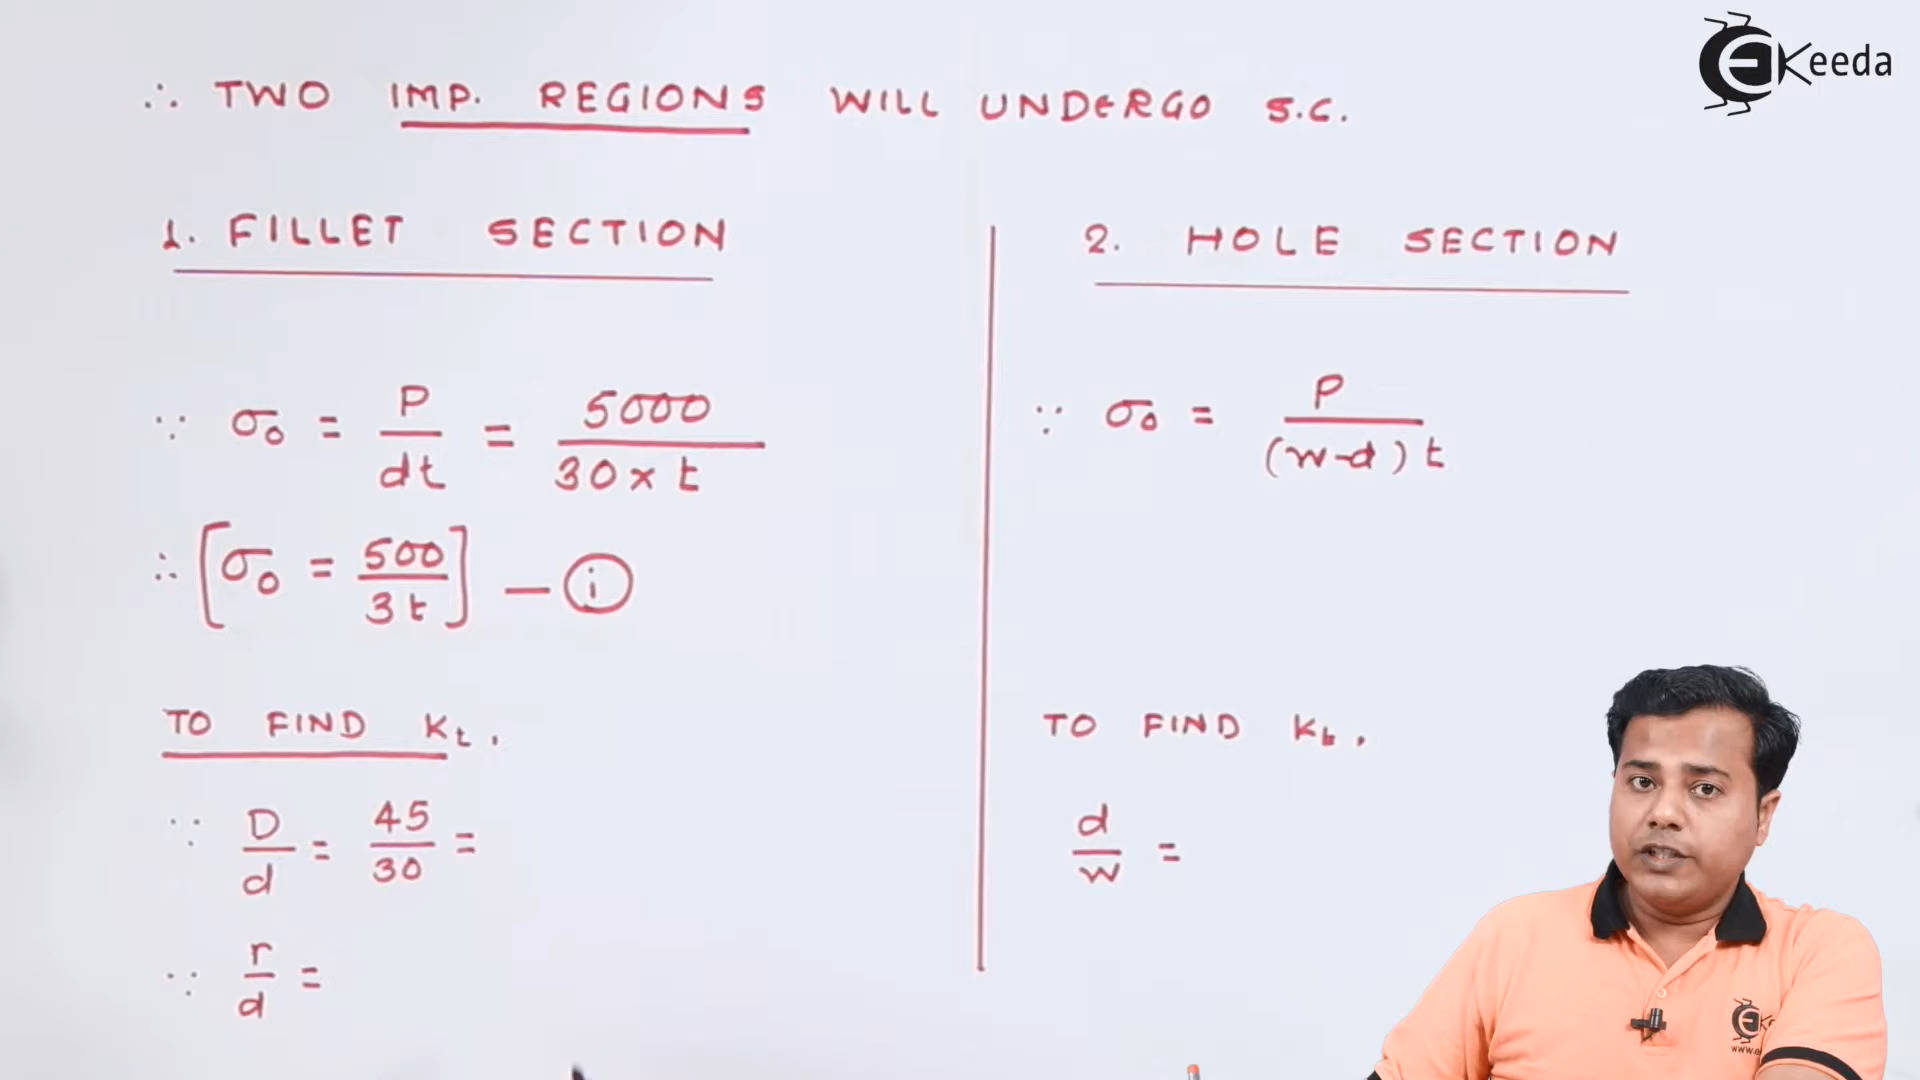 EKeeda
∴ TWO IMP. REGIONS WILL UNDERGO S.C.
1. FILLET SECTION
∵ σ₀ = P/dt = 5000/30 × t
∴ [σ₀ = 500/3t] — (i)
TO FIND Kt.
∵ D/d = 45/30 =
∵ r/d =
2. HOLE SECTION
∵ σ₀ = P/(w-d)t
TO FIND Kt.
d/w =